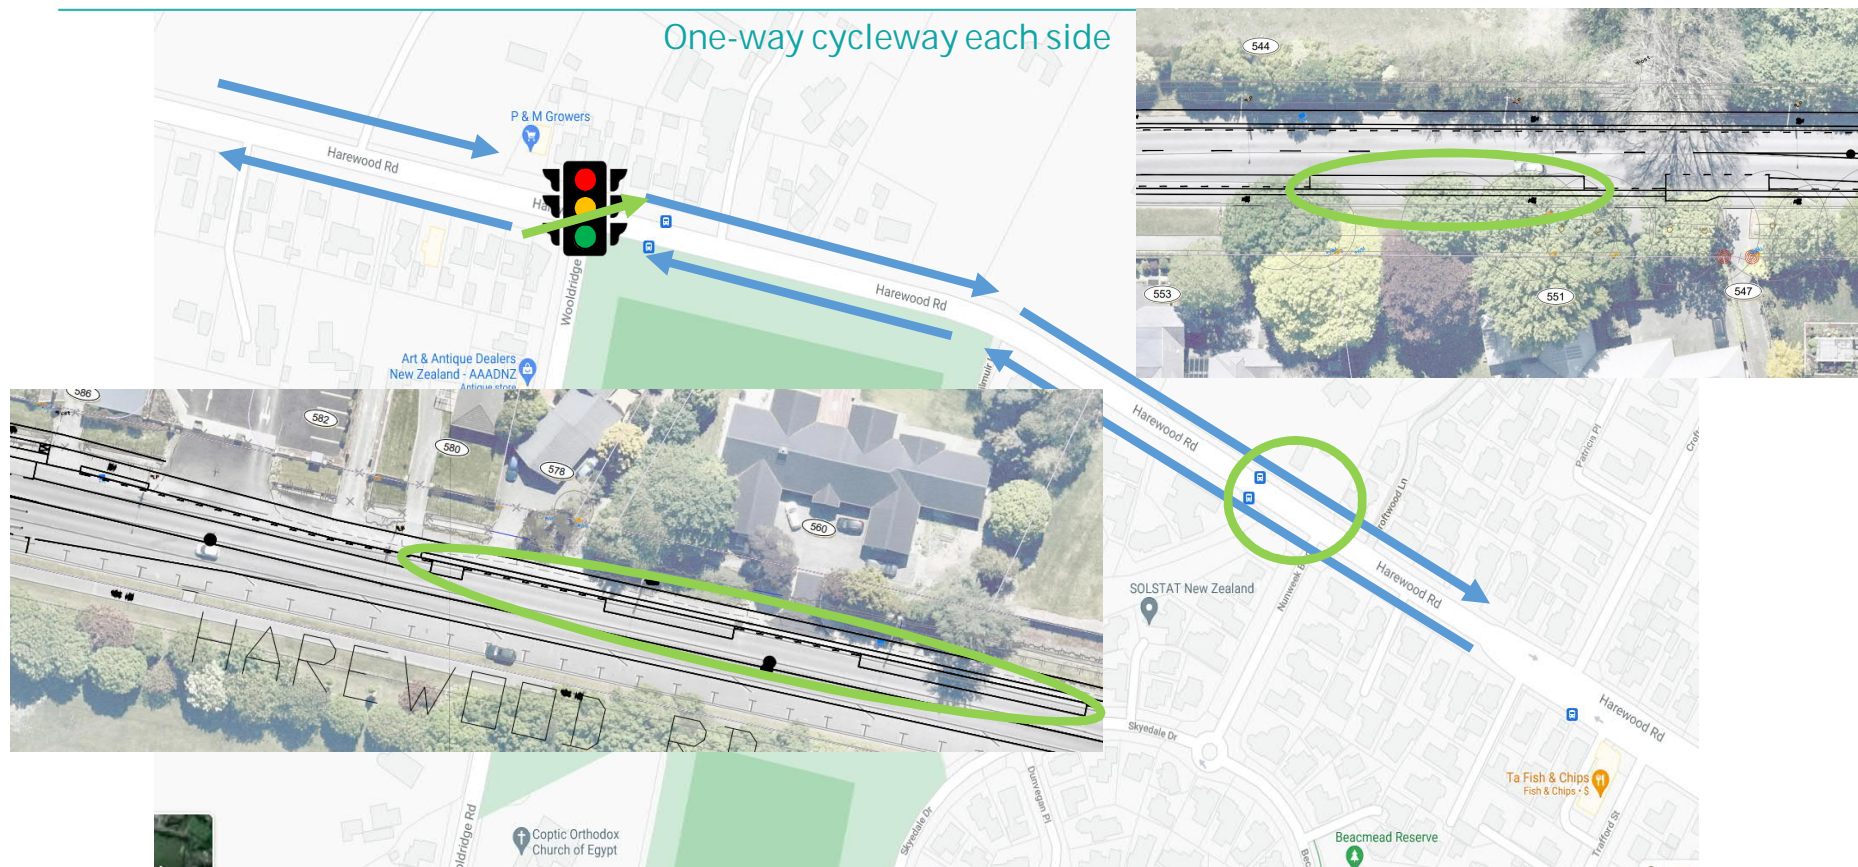 One-way cycleway each side
544
P & M Growers
Harewood Rd
553
551
547
Harewood Rd
Wooldridge
Art & Antique Dealers
New Zealand - AAADNZ
Antique store
586
582
580
578
560
HAREWOOD RD
Harewood Rd
Patricia Pl
Croftwood Ln
SOLSTAT New Zealand
Harewood Rd
Harewood Rd
Skyedale Dr
Ta Fish & Chips
Fish & Chips · $
Dunvegan Pl
Trafford St
Skyedale Dr
Coptic Orthodox
Church of Egypt
Beacmead Reserve